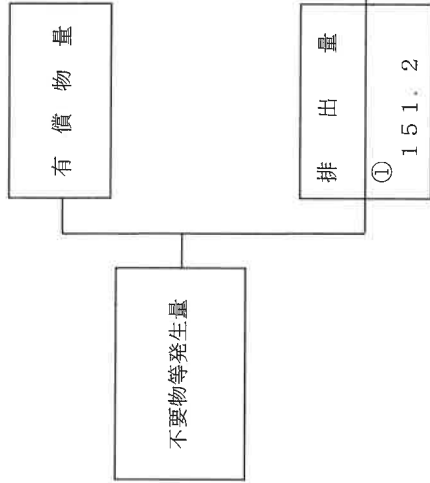 不要物等発生量
有償物量
排出量
①
151.2